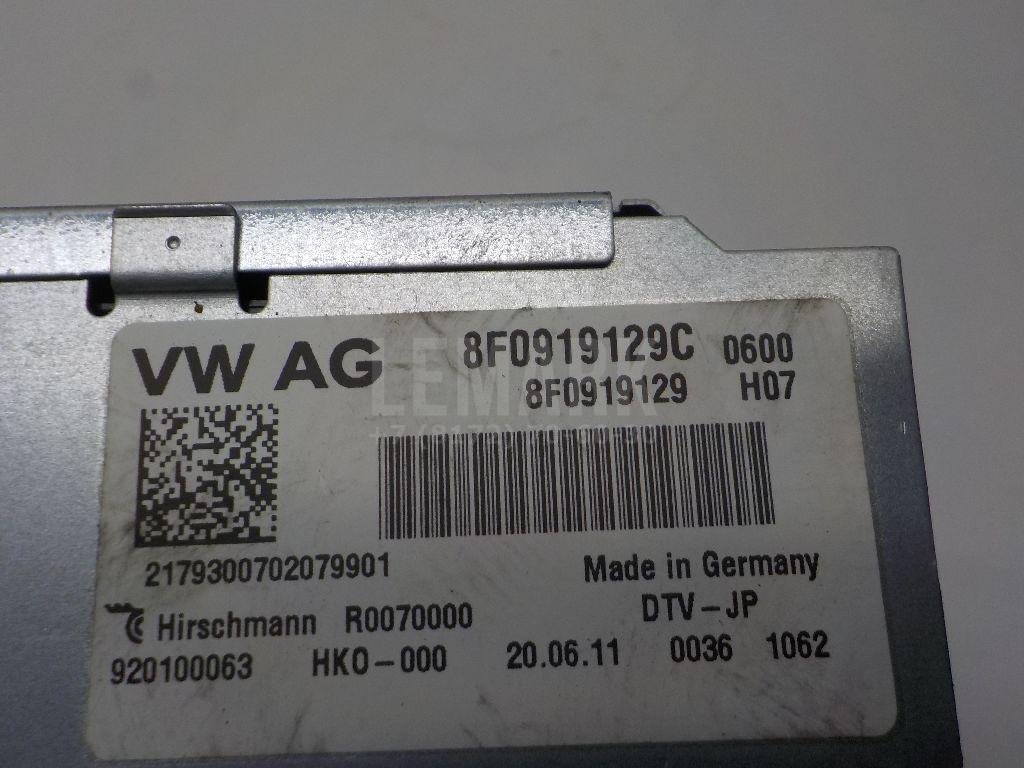 VW AG 8F0919129C 0600
8F0919129 H07
LEMARK
2179300702079901 Made in Germany
Hirschmann R0070000 DTV-JP
920100063 HKO-000 20.06.11 0036 1062